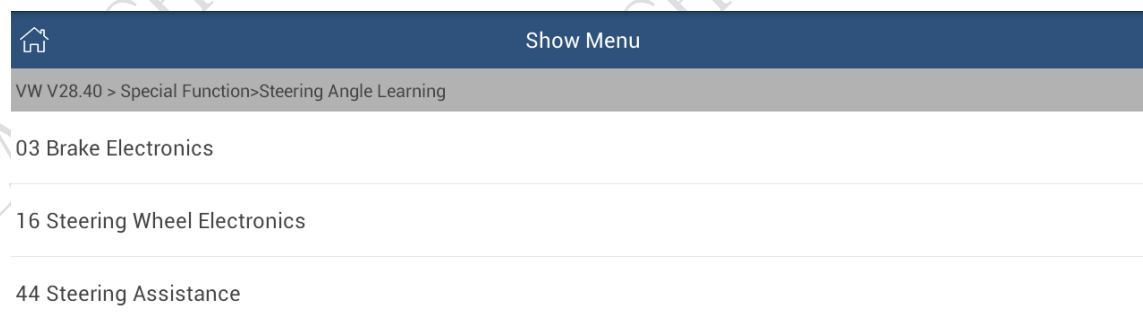 Show Menu
VW V28.40 > Special Function>Steering Angle Learning
03 Brake Electronics
16 Steering Wheel Electronics
44 Steering Assistance